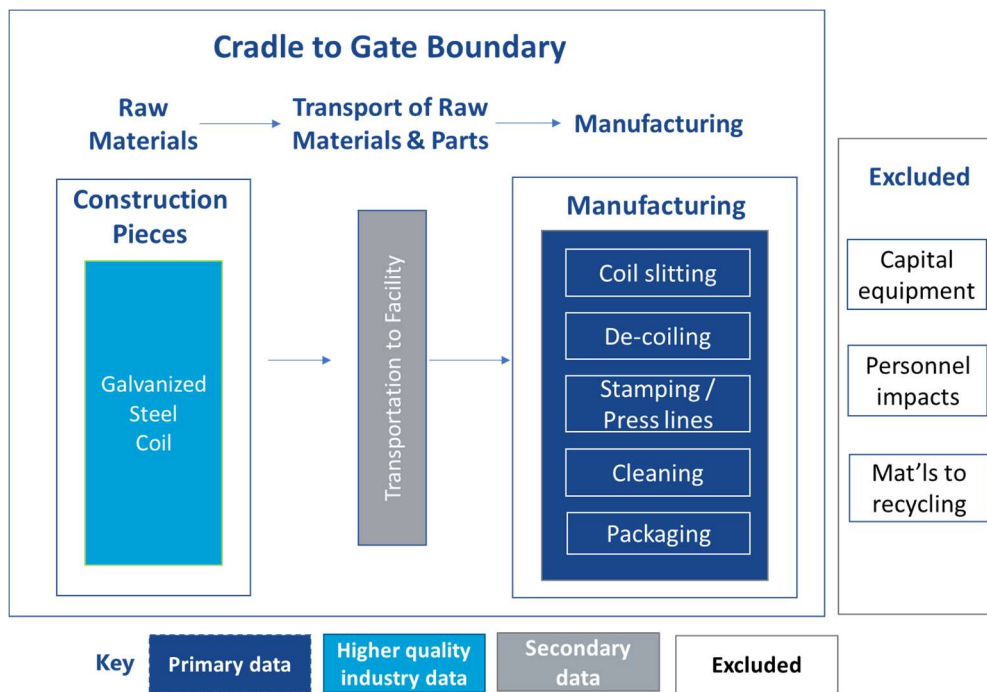 Cradle to Gate Boundary
Raw
Materials
Transport of Raw
Materials & Parts
Manufacturing
Construction
Pieces
Galvanized
Steel
Coil
Transportation to Facility
Manufacturing
Coil slitting
De-coiling
Stamping /
Press lines
Cleaning
Packaging
Excluded
Capital
equipment
Personnel
impacts
Mat'ls to
recycling
Key
Primary data
Higher quality
industry data
Secondary
data
Excluded